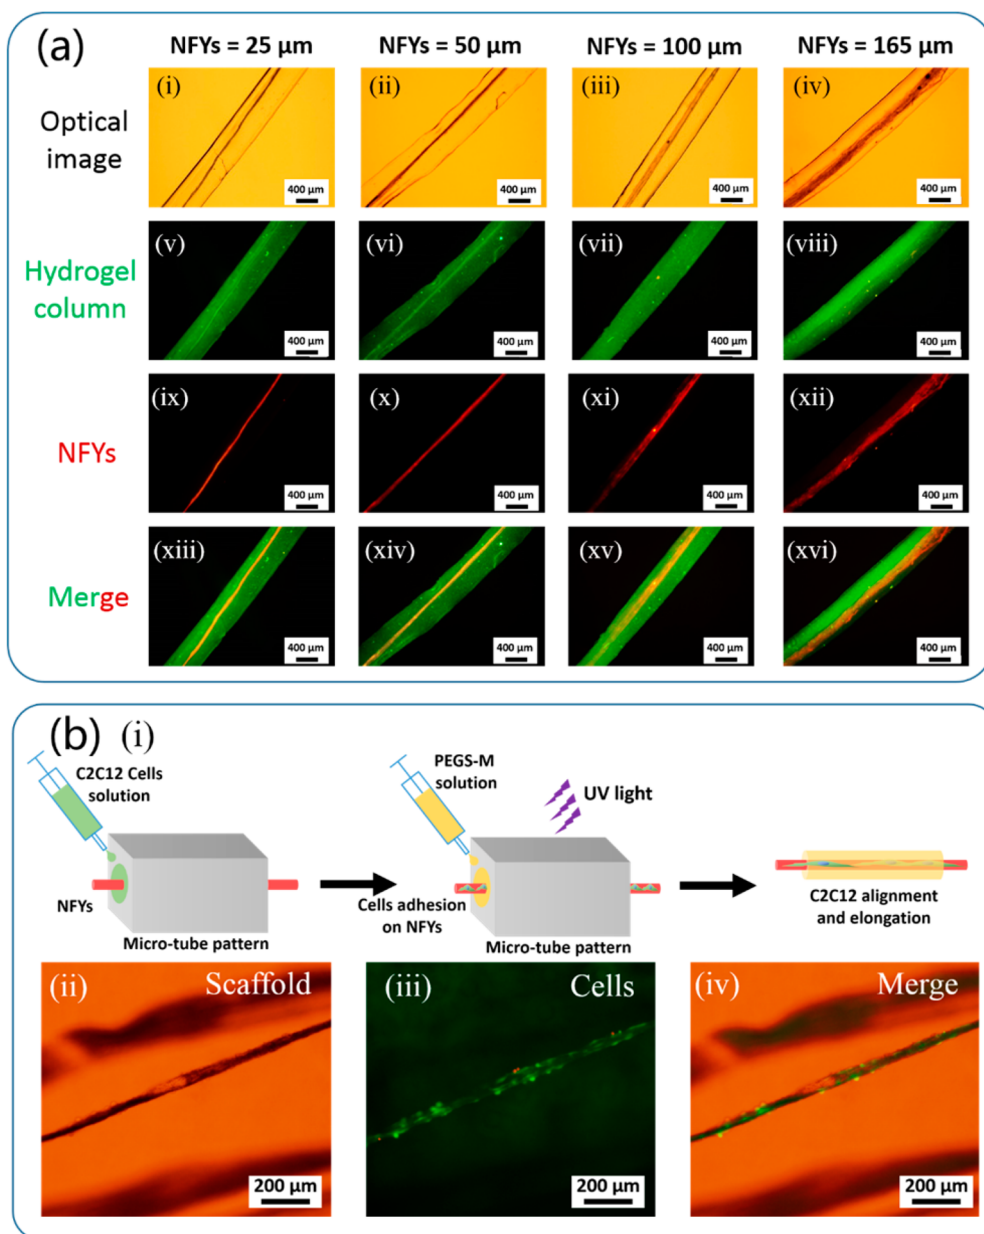 (a)
NFYs = 25 μm
NFYs = 50 μm
NFYs = 100 μm
NFYs = 165 μm
Optical
image
(i)
400 μm
(ii)
400 μm
(iii)
400 μm
(iv)
400 μm
Hydrogel
column
(v)
400 μm
(vi)
400 μm
(vii)
400 μm
(viii)
400 μm
NFYs
(ix)
400 μm
(x)
400 μm
(xi)
400 μm
(xii)
400 μm
Merge
(xiii)
400 μm
(xiv)
400 μm
(xv)
400 μm
(xvi)
400 μm
(b) (i)
C2C12 Cells
solution
NFYs
Micro-tube pattern
PEGS-M
solution
UV light
Cells adhesion
on NFYs
Micro-tube pattern
C2C12 alignment
and elongation
(ii) Scaffold
200 μm
(iii) Cells
200 μm
(iv) Merge
200 μm